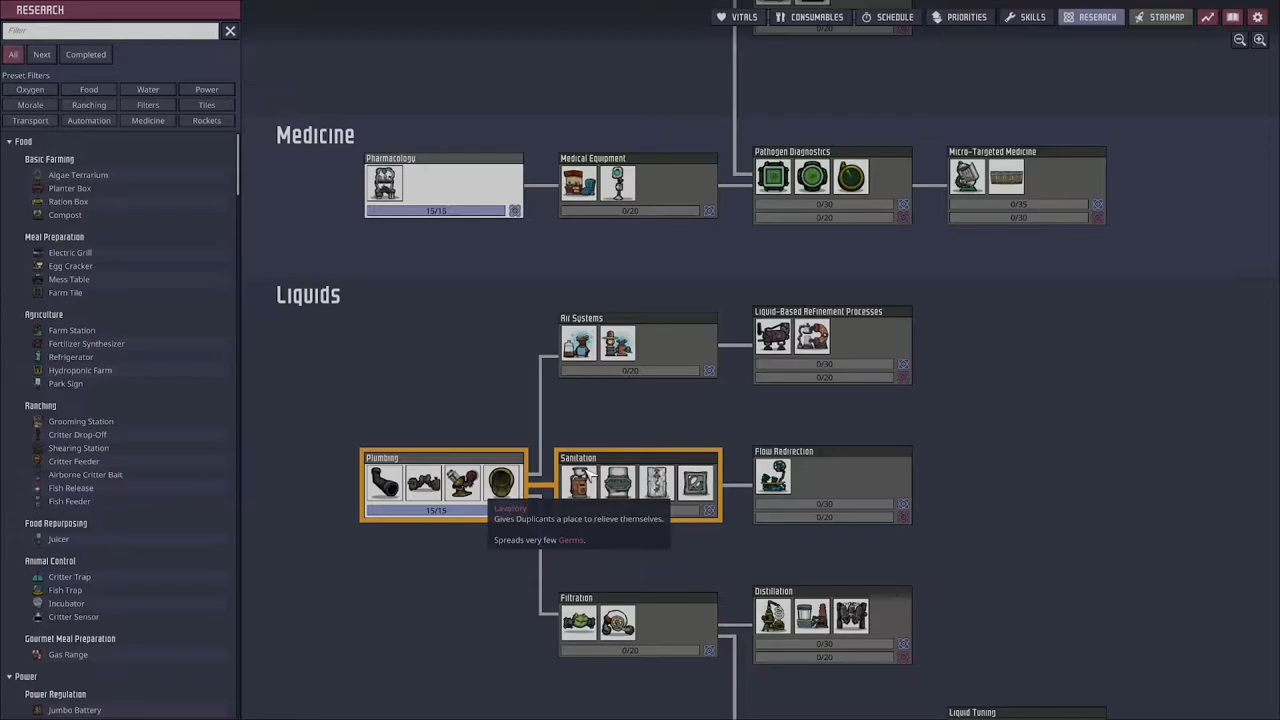 RESEARCH
Filter
All Next Completed
Preset Filters
Oxygen Food Water Power
Morale Ranching Filters Tiles
Transport Automation Medicine Rockets
Food
Basic Farming
Algae Terrarium
Planter Box
Ration Box
Compost
Meal Preparation
Electric Grill
Egg Cracker
Mess Table
Farm Tile
Agriculture
Farm Station
Fertilizer Synthesizer
Refrigerator
Hydroponic Farm
Park Sign
Ranching
Grooming Station
Critter Drop-Off
Shearing Station
Critter Feeder
Airborne Critter Bait
Fish Release
Fish Feeder
Food Repurposing
Juicer
Animal Control
Critter Trap
Fish Trap
Incubator
Critter Sensor
Gourmet Meal Preparation
Gas Range
Power
Power Regulation
Jumbo Battery
VITALS CONSUMABLES SCHEDULE PRIORITIES SKILLS RESEARCH STARMAP
0/20
Medicine
Pharmacology
15/15
Medical Equipment
0/20
Pathogen Diagnostics
0/30
0/20
Micro-Targeted Medicine
0/35
0/30
Liquids
Air Systems
0/20
Liquid-Based Refinement Processes
0/30
0/20
Plumbing
15/15
Sanitation
Lavatory
Gives Duplicants a place to relieve themselves.
Spreads very few Germs.
Flow Redirection
0/30
0/20
Filtration
0/20
Distillation
0/30
0/20
Liquid Tuning